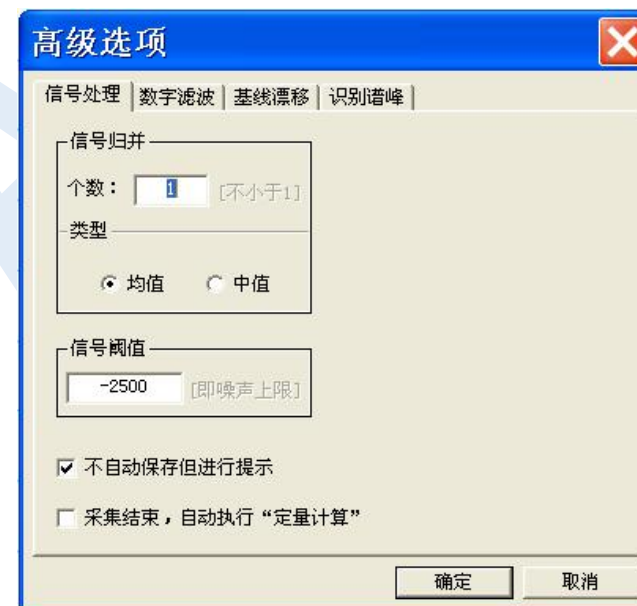 高级选项
信号处理 数字滤波 基线漂移 识别谱峰
信号归并
个数： 1 [不小于1]
类型
均值 中值
信号阈值
-2500 [即噪声上限]
不自动保存但进行提示
采集结束，自动执行“定量计算”
确定 取消